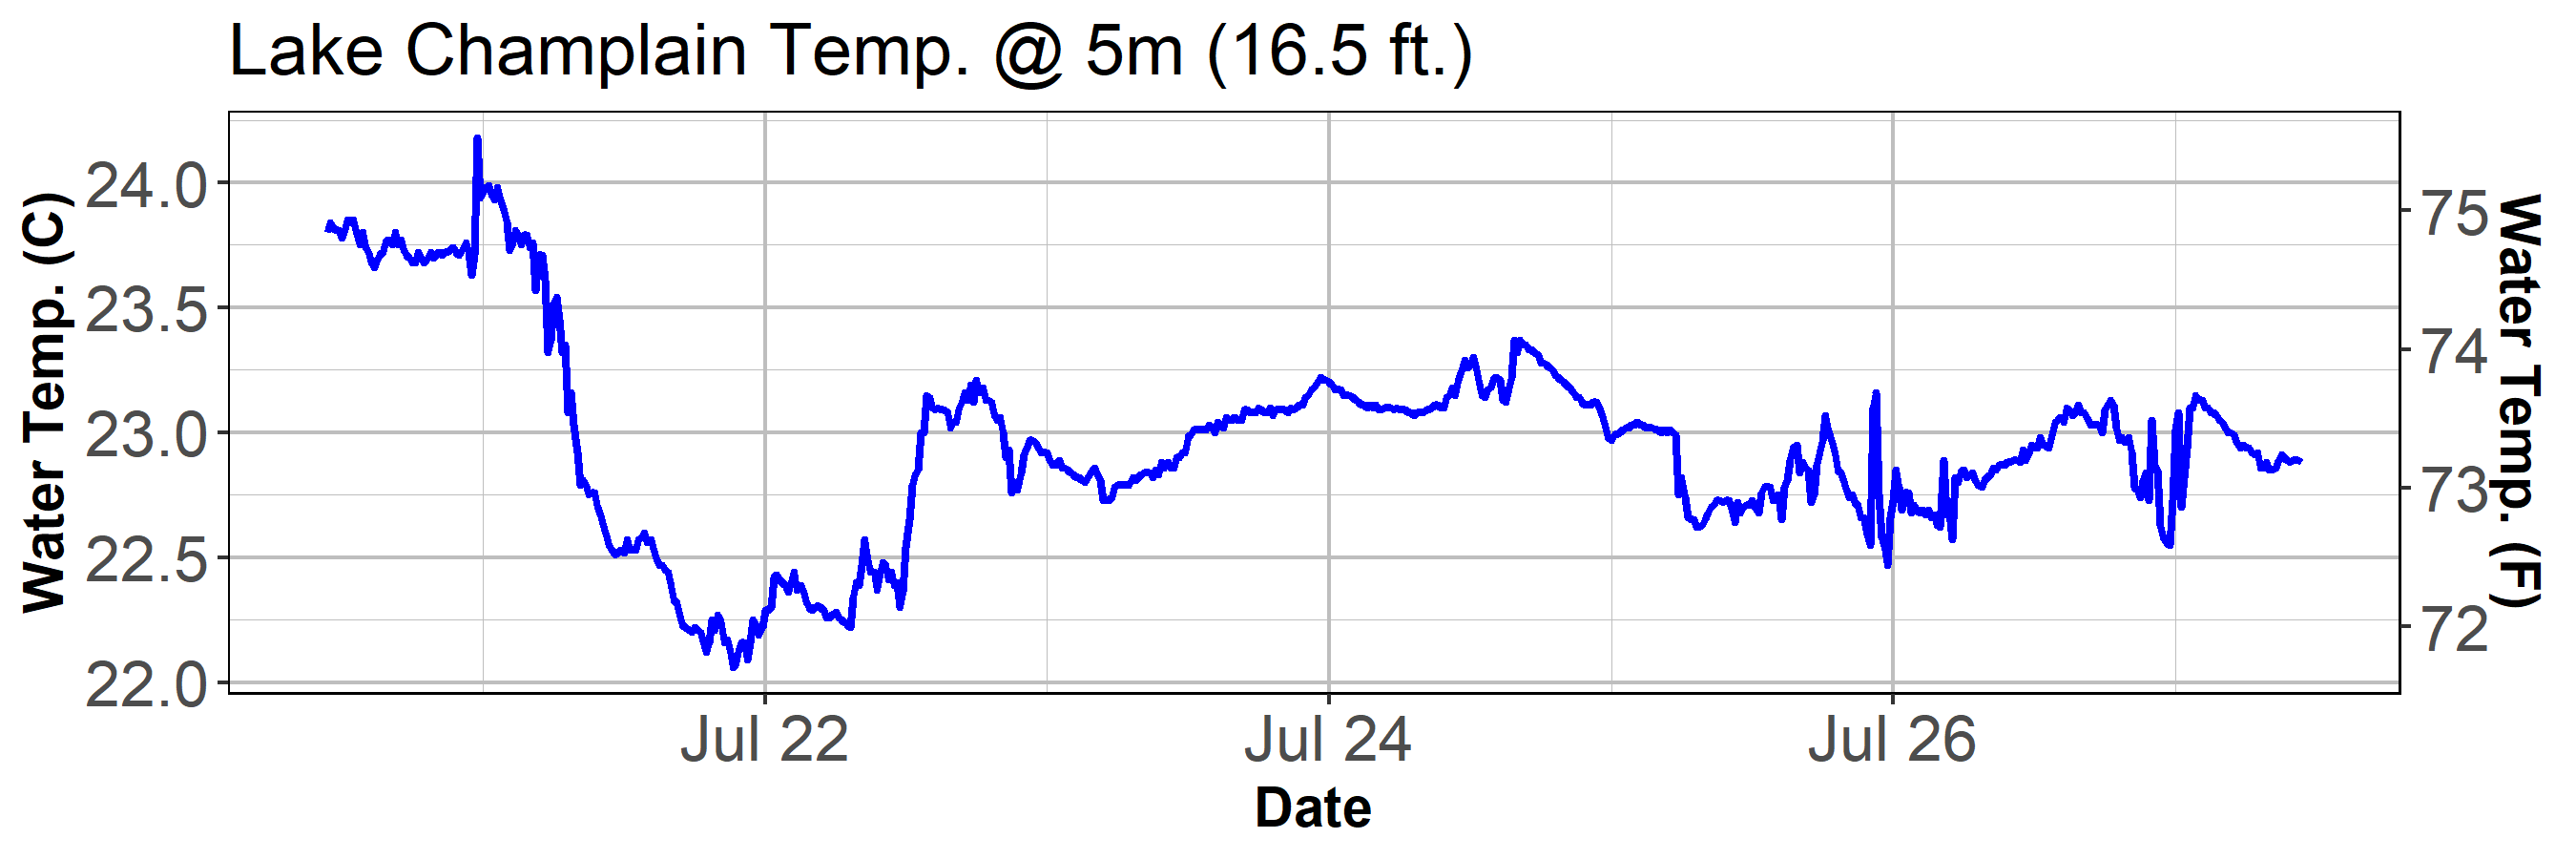 Lake Champlain Temp. @ 5m (16.5 ft.)
Water Temp. (C)
24.0
23.5
23.0
22.5
22.0
75
74
73
72
Water Temp. (F)
Jul 22 Jul 24 Jul 26
Date